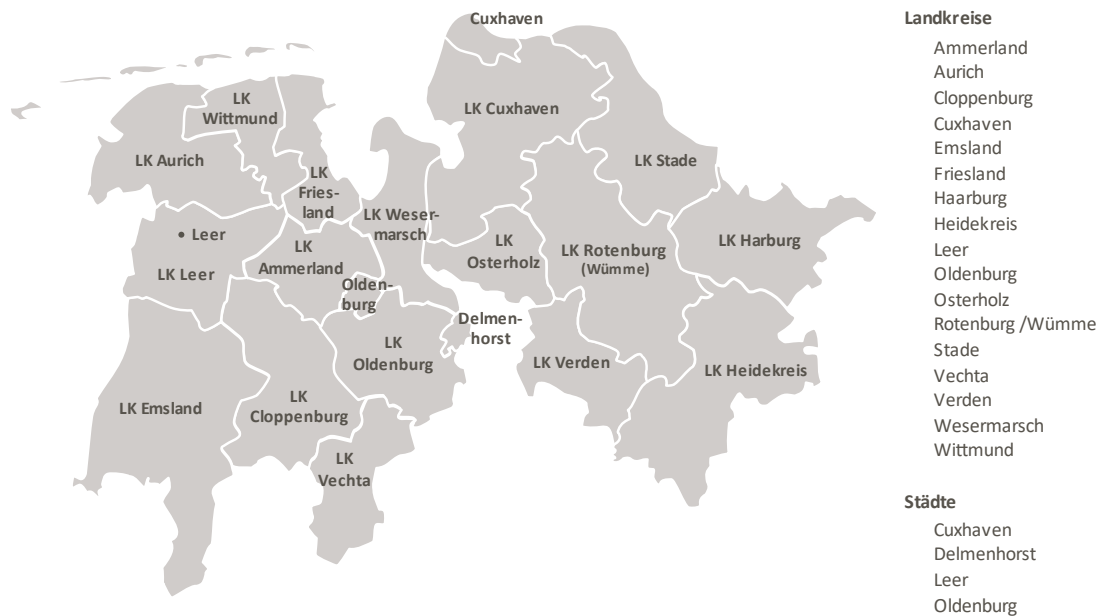 Cuxhaven
LK
Wittmund
LK Cuxhaven
LK Aurich
LK Stade
LK
Fries-
land
LK Weser-
marsch
• Leer
LK
Ammerland
LK
Osterholz
LK Rotenburg
(Wümme)
LK Harburg
LK Leer
Olden-
burg
Delmen-
horst
LK
Oldenburg
LK Verden
LK Heidekreis
LK Emsland
LK
Cloppenburg
LK
Vechta
Landkreise
Ammerland
Aurich
Cloppenburg
Cuxhaven
Emsland
Friesland
Haarburg
Heidekreis
Leer
Oldenburg
Osterholz
Rotenburg /Wümme
Stade
Vechta
Verden
Wesermarsch
Wittmund
Städte
Cuxhaven
Delmenhorst
Leer
Oldenburg